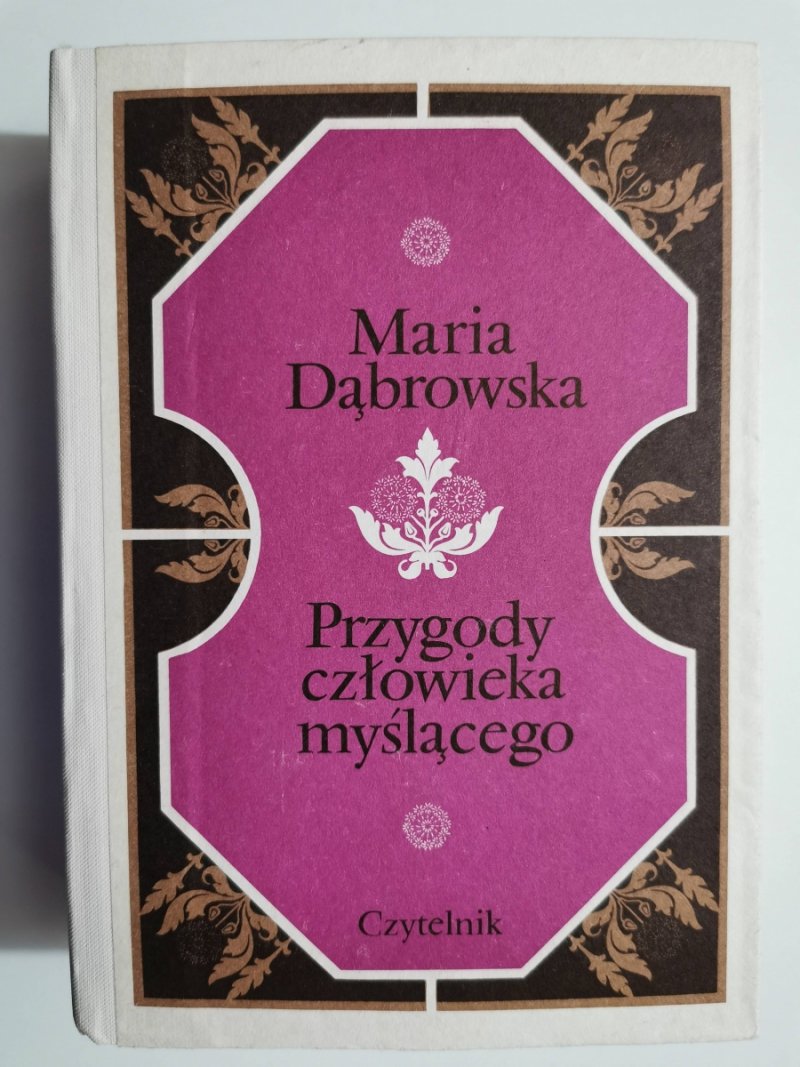 Maria
Dąbrowska
Przygody
człowieka
myślącego
Czytelnik